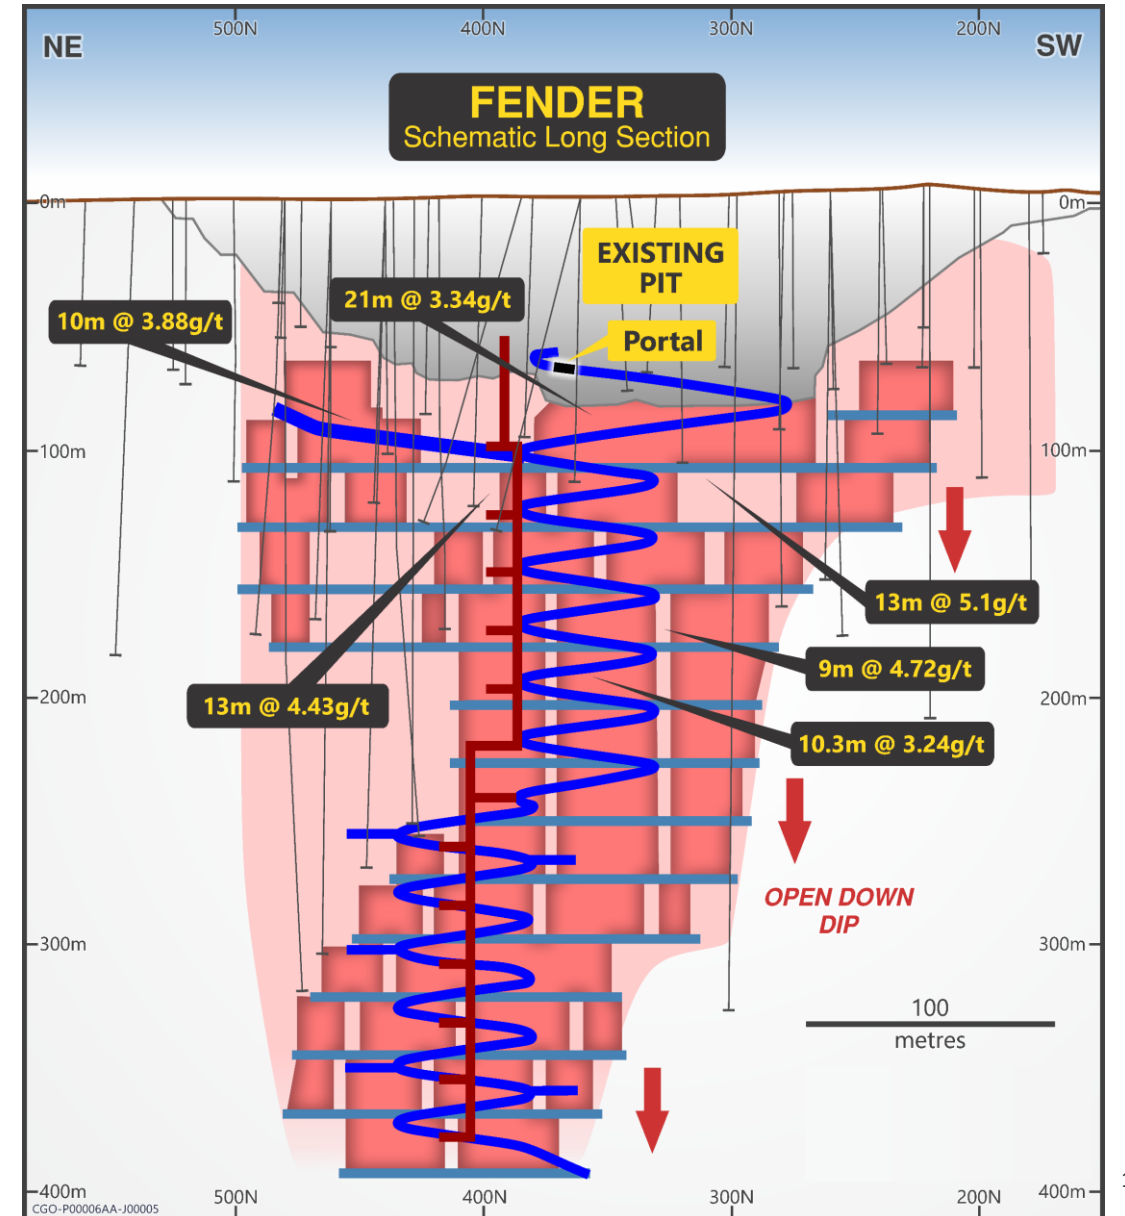 500N 400N 300N 200N
NE SW
FENDER
Schematic Long Section
0m 0m
EXISTING
PIT
21m @ 3.34g/t
10m @ 3.88g/t
Portal
100m 100m
13m @ 5.1g/t
9m @ 4.72g/t
200m 200m
13m @ 4.43g/t
10.3m @ 3.24g/t
OPEN DOWN
DIP
300m 300m
100
metres
400m 400m
500N 400N 300N 200N
CGO-P00006AA-J00005